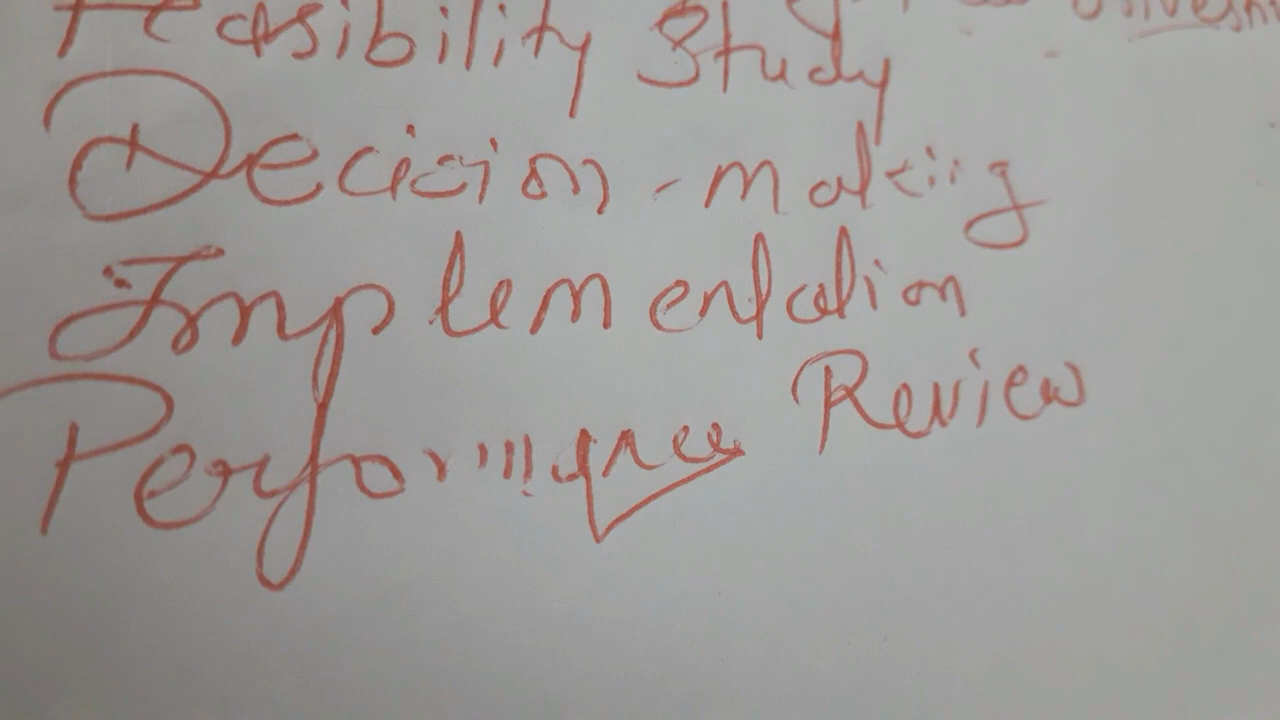 Feasibility Study
Decision-making
Implementation
Performance Review